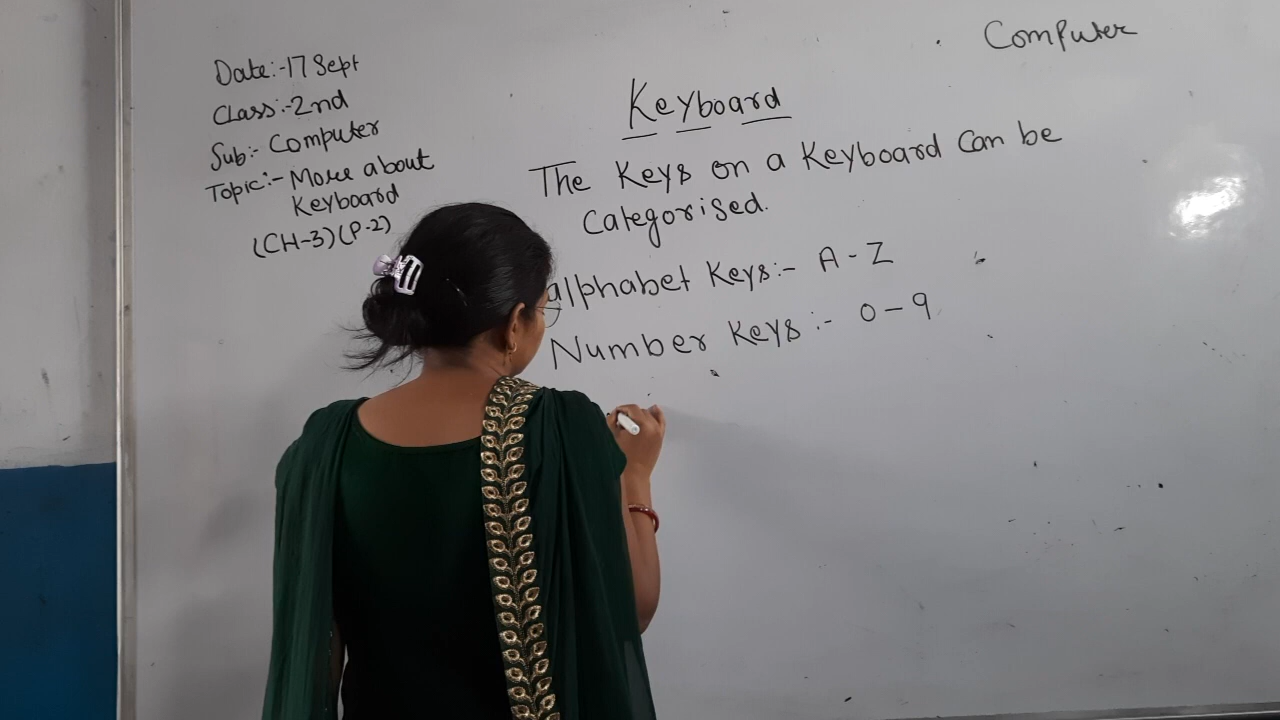 Date:-17 Sept
Class:-2nd
Sub:- Computer
Topic:- More about
Keyboard
(CH-3)(P-2)
Computer
Keyboard
The Keys on a Keyboard Can be
Categorised.
alphabet Keys:- A-Z
Number Keys:- 0-9